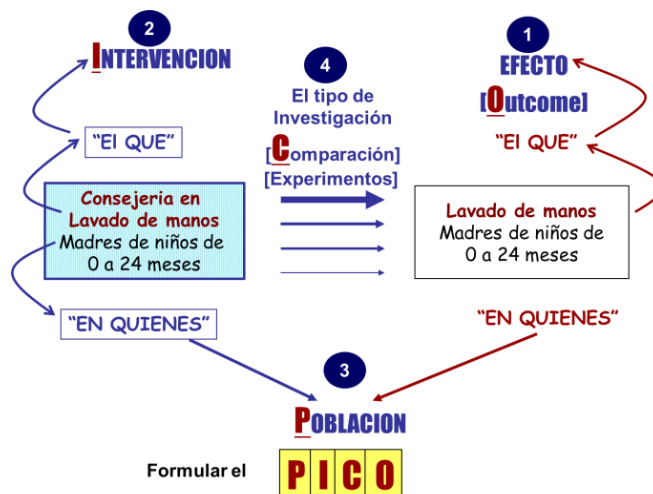 2
INTERVENCION
"El QUE"
Consejeria en
Lavado de manos
Madres de niños de
0 a 24 meses
"EN QUIENES"
4
El tipo de
Investigación
[Comparación]
[Experimentos]
1
EFECTO
[Outcome]
"El QUE"
Lavado de manos
Madres de niños de
0 a 24 meses
"EN QUIENES"
3
POBLACION
Formular el P I C O